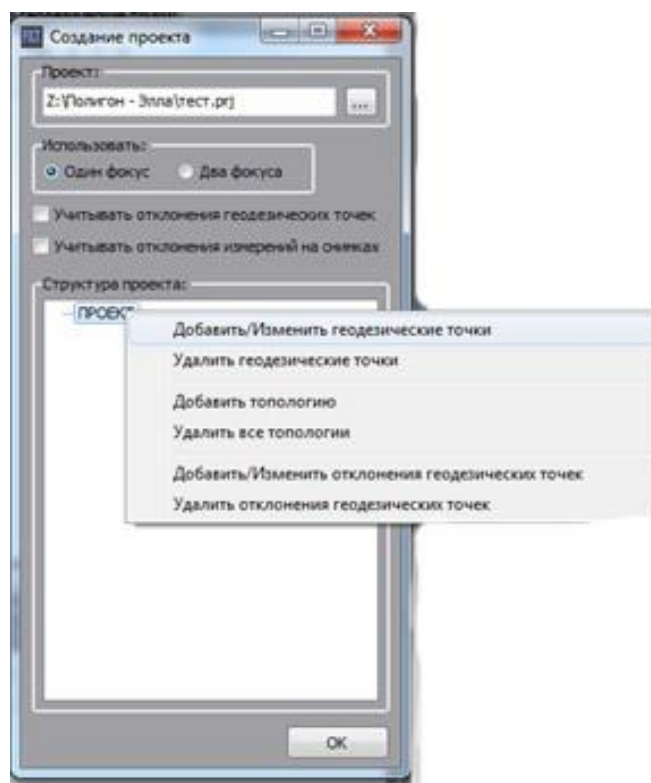 Создание проекта
Проект:
Z:\Полигон - Элла\тест.prj
...
Использовать:
Один фокус Два фокуса
Учитывать отклонения геодезических точек
Учитывать отклонения измерений на снимках
Структура проекта:
ПРОЕКТ
Добавить/Изменить геодезические точки
Удалить геодезические точки
Добавить топологию
Удалить все топологии
Добавить/Изменить отклонения геодезических точек
Удалить отклонения геодезических точек
OK